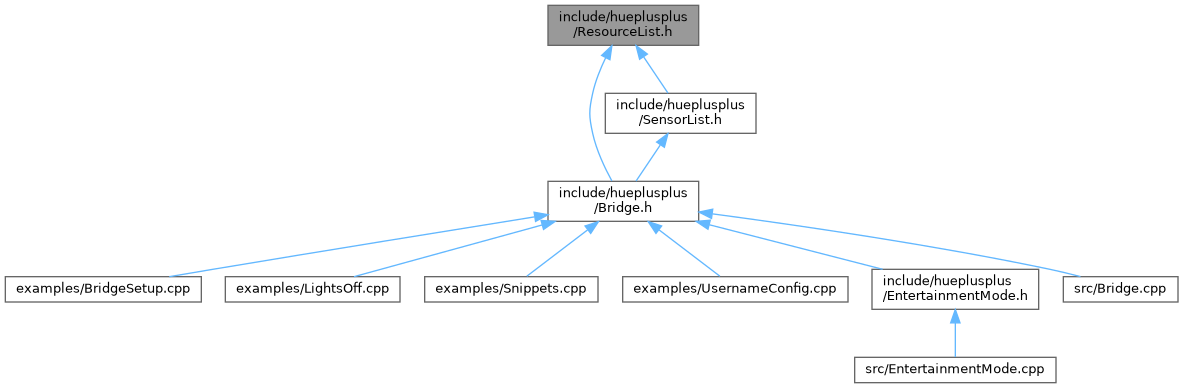 include/hueplusplus
/ResourceList.h
include/hueplusplus
/SensorList.h
include/hueplusplus
/Bridge.h
examples/BridgeSetup.cpp
examples/LightsOff.cpp
examples/Snippets.cpp
examples/UsernameConfig.cpp
include/hueplusplus
/EntertainmentMode.h
src/Bridge.cpp
src/EntertainmentMode.cpp